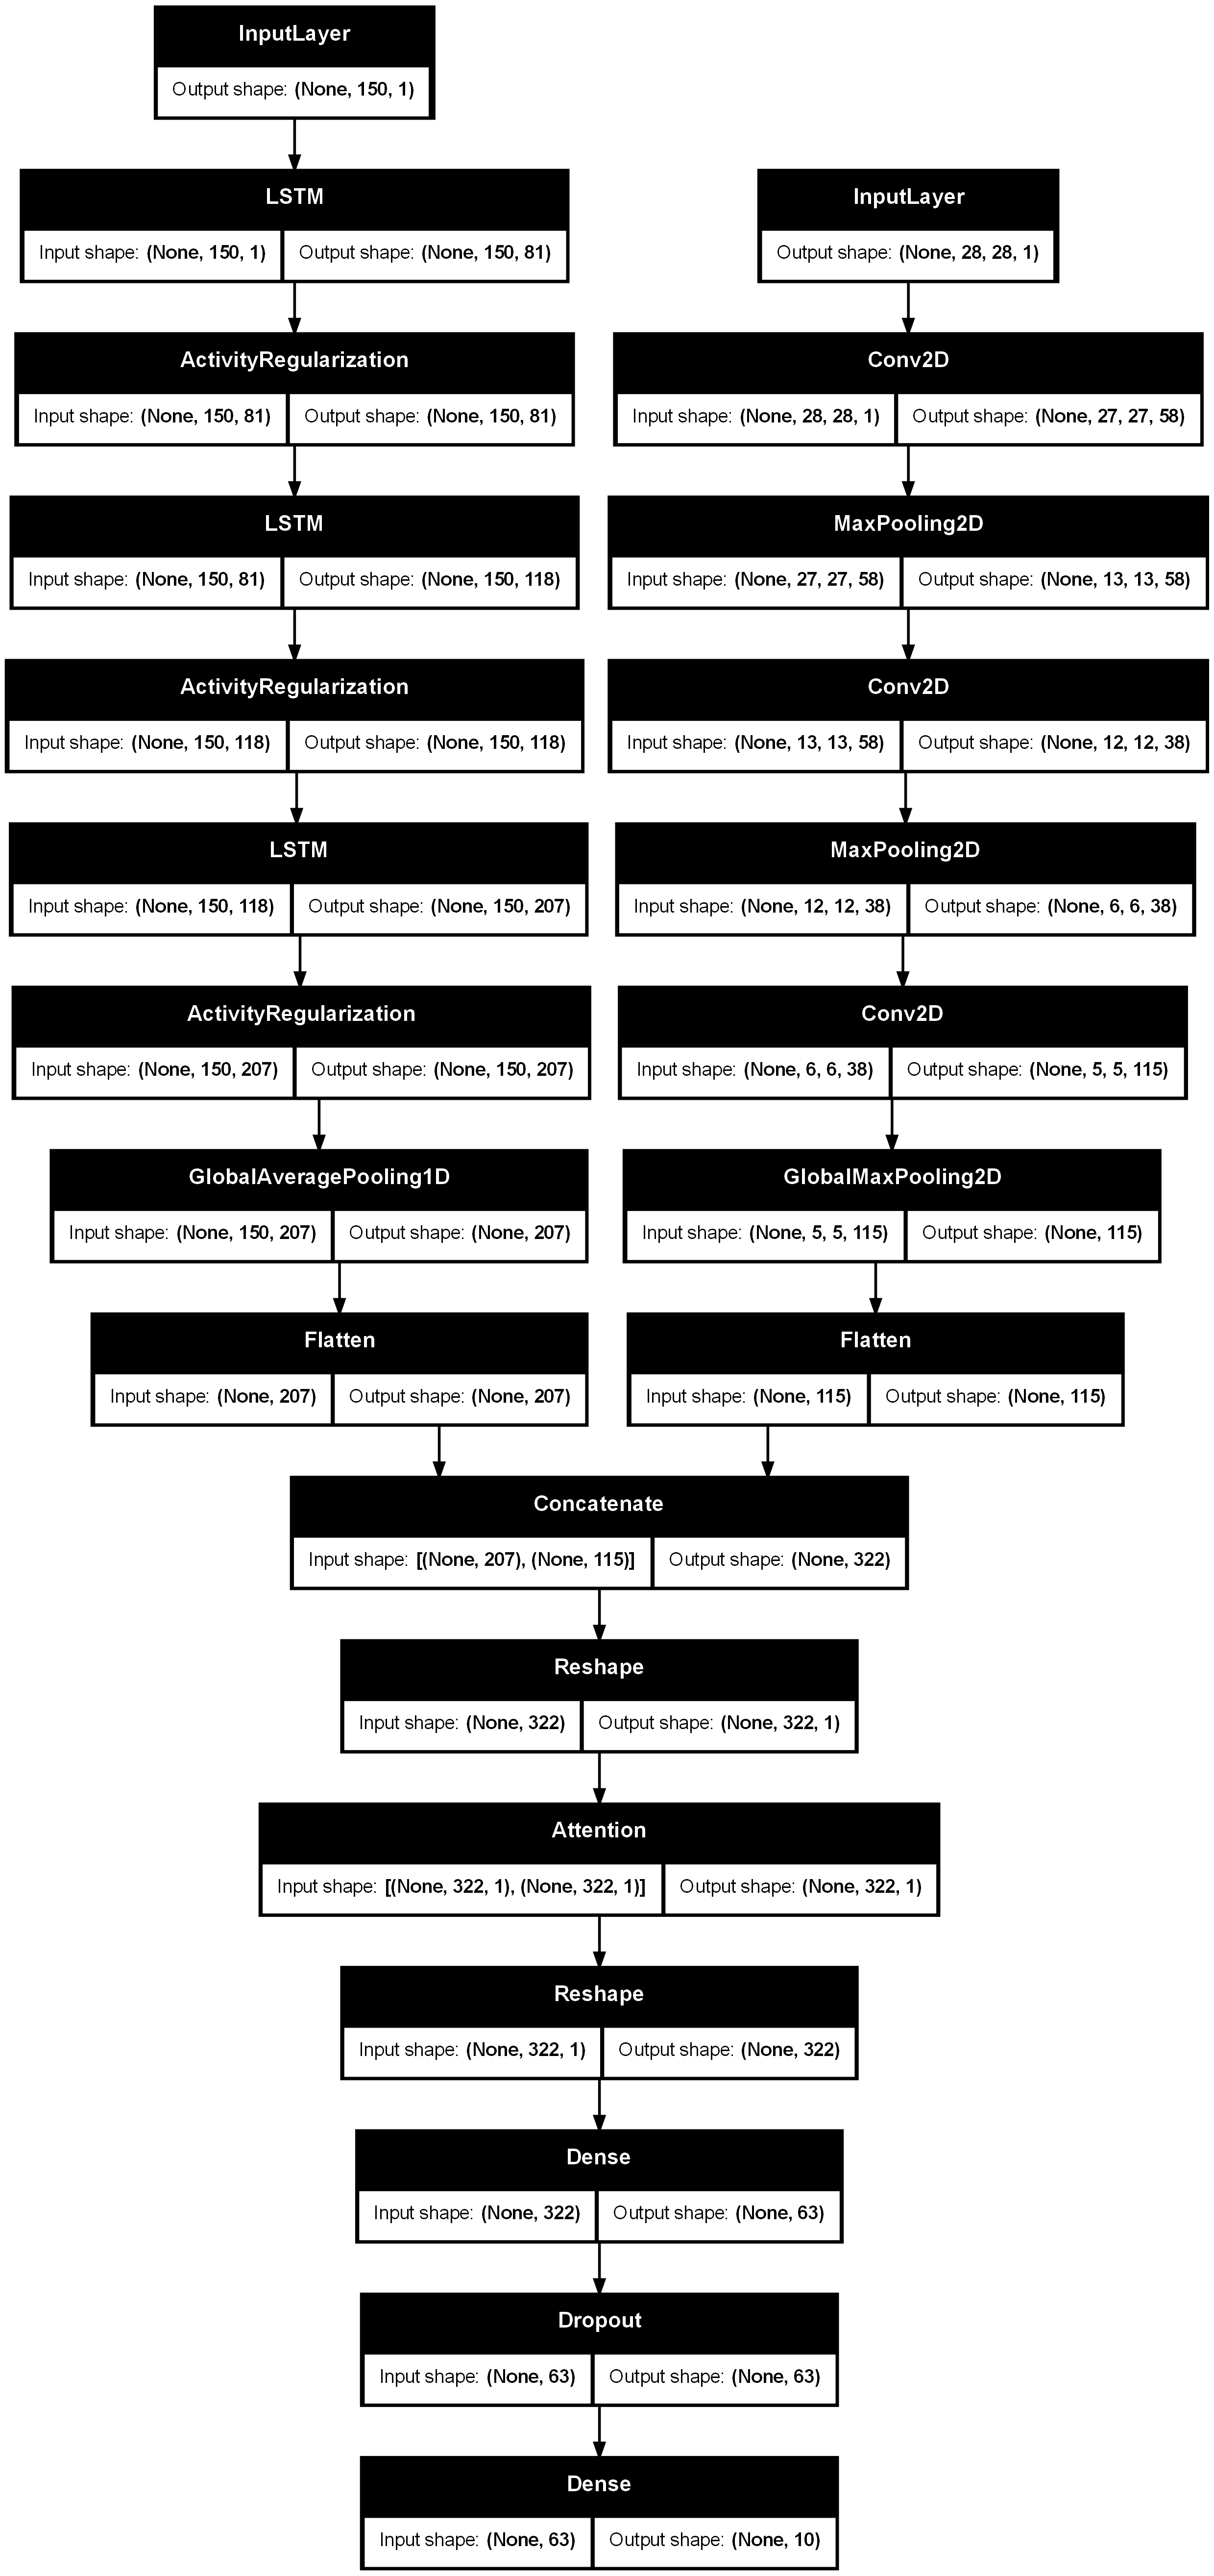 InputLayer
Output shape: (None, 150, 1)
LSTM
Input shape: (None, 150, 1) Output shape: (None, 150, 81)
InputLayer
Output shape: (None, 28, 28, 1)
ActivityRegularization
Input shape: (None, 150, 81) Output shape: (None, 150, 81)
Conv2D
Input shape: (None, 28, 28, 1) Output shape: (None, 27, 27, 58)
LSTM
Input shape: (None, 150, 81) Output shape: (None, 150, 118)
MaxPooling2D
Input shape: (None, 27, 27, 58) Output shape: (None, 13, 13, 58)
ActivityRegularization
Input shape: (None, 150, 118) Output shape: (None, 150, 118)
Conv2D
Input shape: (None, 13, 13, 58) Output shape: (None, 12, 12, 38)
LSTM
Input shape: (None, 150, 118) Output shape: (None, 150, 207)
MaxPooling2D
Input shape: (None, 12, 12, 38) Output shape: (None, 6, 6, 38)
ActivityRegularization
Input shape: (None, 150, 207) Output shape: (None, 150, 207)
Conv2D
Input shape: (None, 6, 6, 38) Output shape: (None, 5, 5, 115)
GlobalAveragePooling1D
Input shape: (None, 150, 207) Output shape: (None, 207)
GlobalMaxPooling2D
Input shape: (None, 5, 5, 115) Output shape: (None, 115)
Flatten
Input shape: (None, 207) Output shape: (None, 207)
Flatten
Input shape: (None, 115) Output shape: (None, 115)
Concatenate
Input shape: [(None, 207), (None, 115)] Output shape: (None, 322)
Reshape
Input shape: (None, 322) Output shape: (None, 322, 1)
Attention
Input shape: [(None, 322, 1), (None, 322, 1)] Output shape: (None, 322, 1)
Reshape
Input shape: (None, 322, 1) Output shape: (None, 322)
Dense
Input shape: (None, 322) Output shape: (None, 63)
Dropout
Input shape: (None, 63) Output shape: (None, 63)
Dense
Input shape: (None, 63) Output shape: (None, 10)